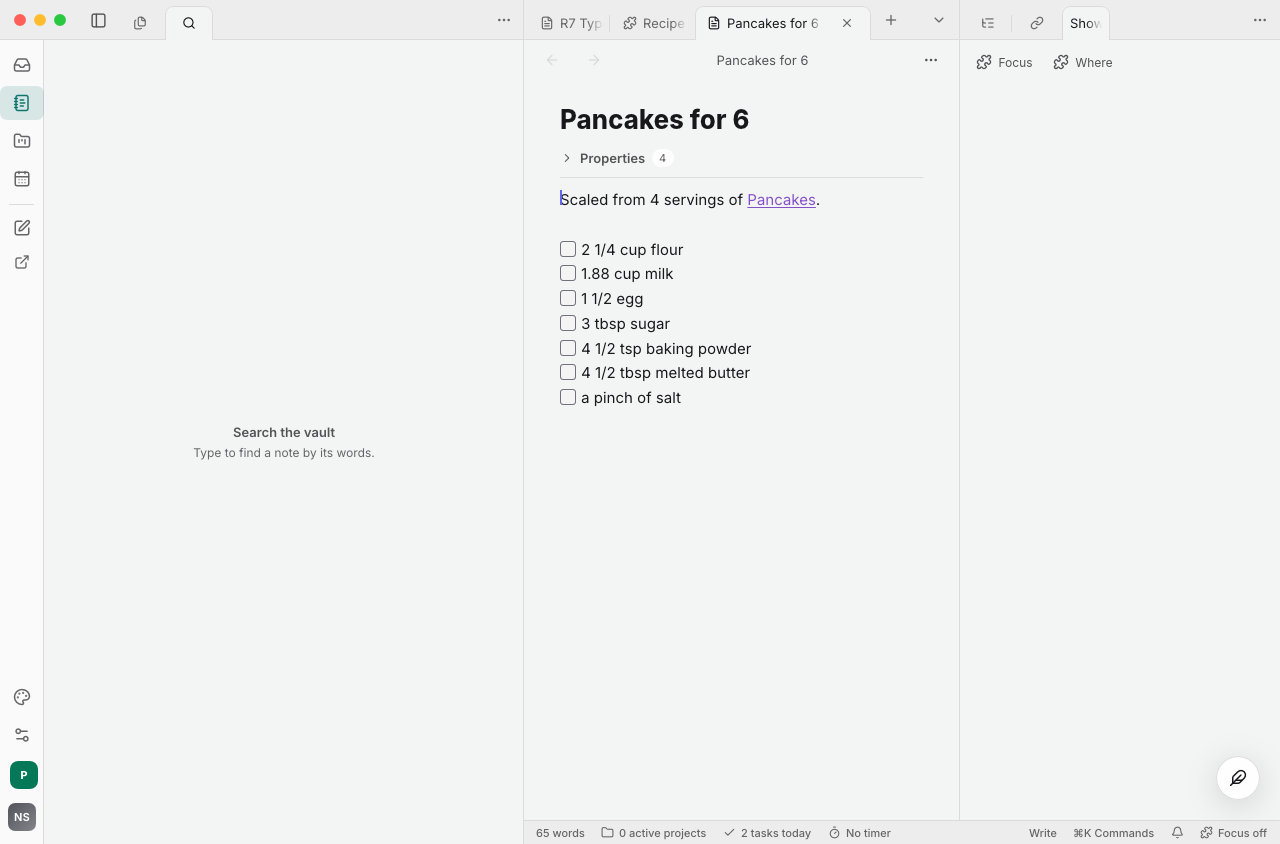 R7 Typ
Recipe
Pancakes for 6
Show
Pancakes for 6
Focus
Where
Pancakes for 6
Properties 4
Scaled from 4 servings of Pancakes.
2 1/4 cup flour
1.88 cup milk
1 1/2 egg
3 tbsp sugar
4 1/2 tsp baking powder
4 1/2 tbsp melted butter
a pinch of salt
Search the vault
Type to find a note by its words.
P
NS
65 words
0 active projects
2 tasks today
No timer
Write
⌘K Commands
Focus off